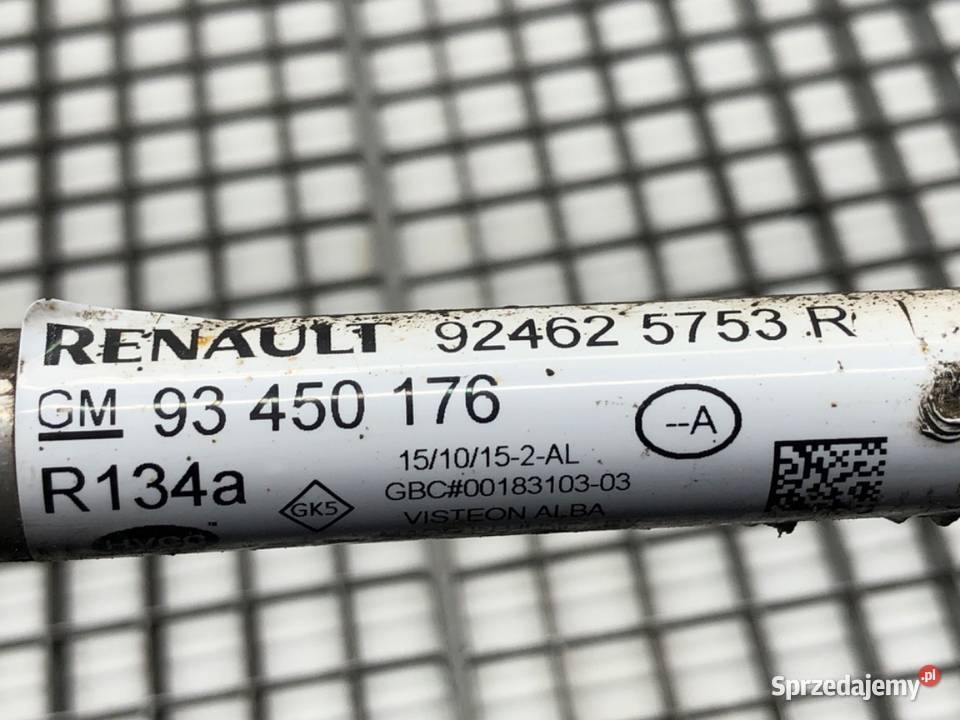 RENAULT 92462 5753 R
GM 93 450 176
--A
R134a
GK5
15/10/15-2-AL
GBC#00183103-03
VISTEON ALBA
Sprzedajemy.pl